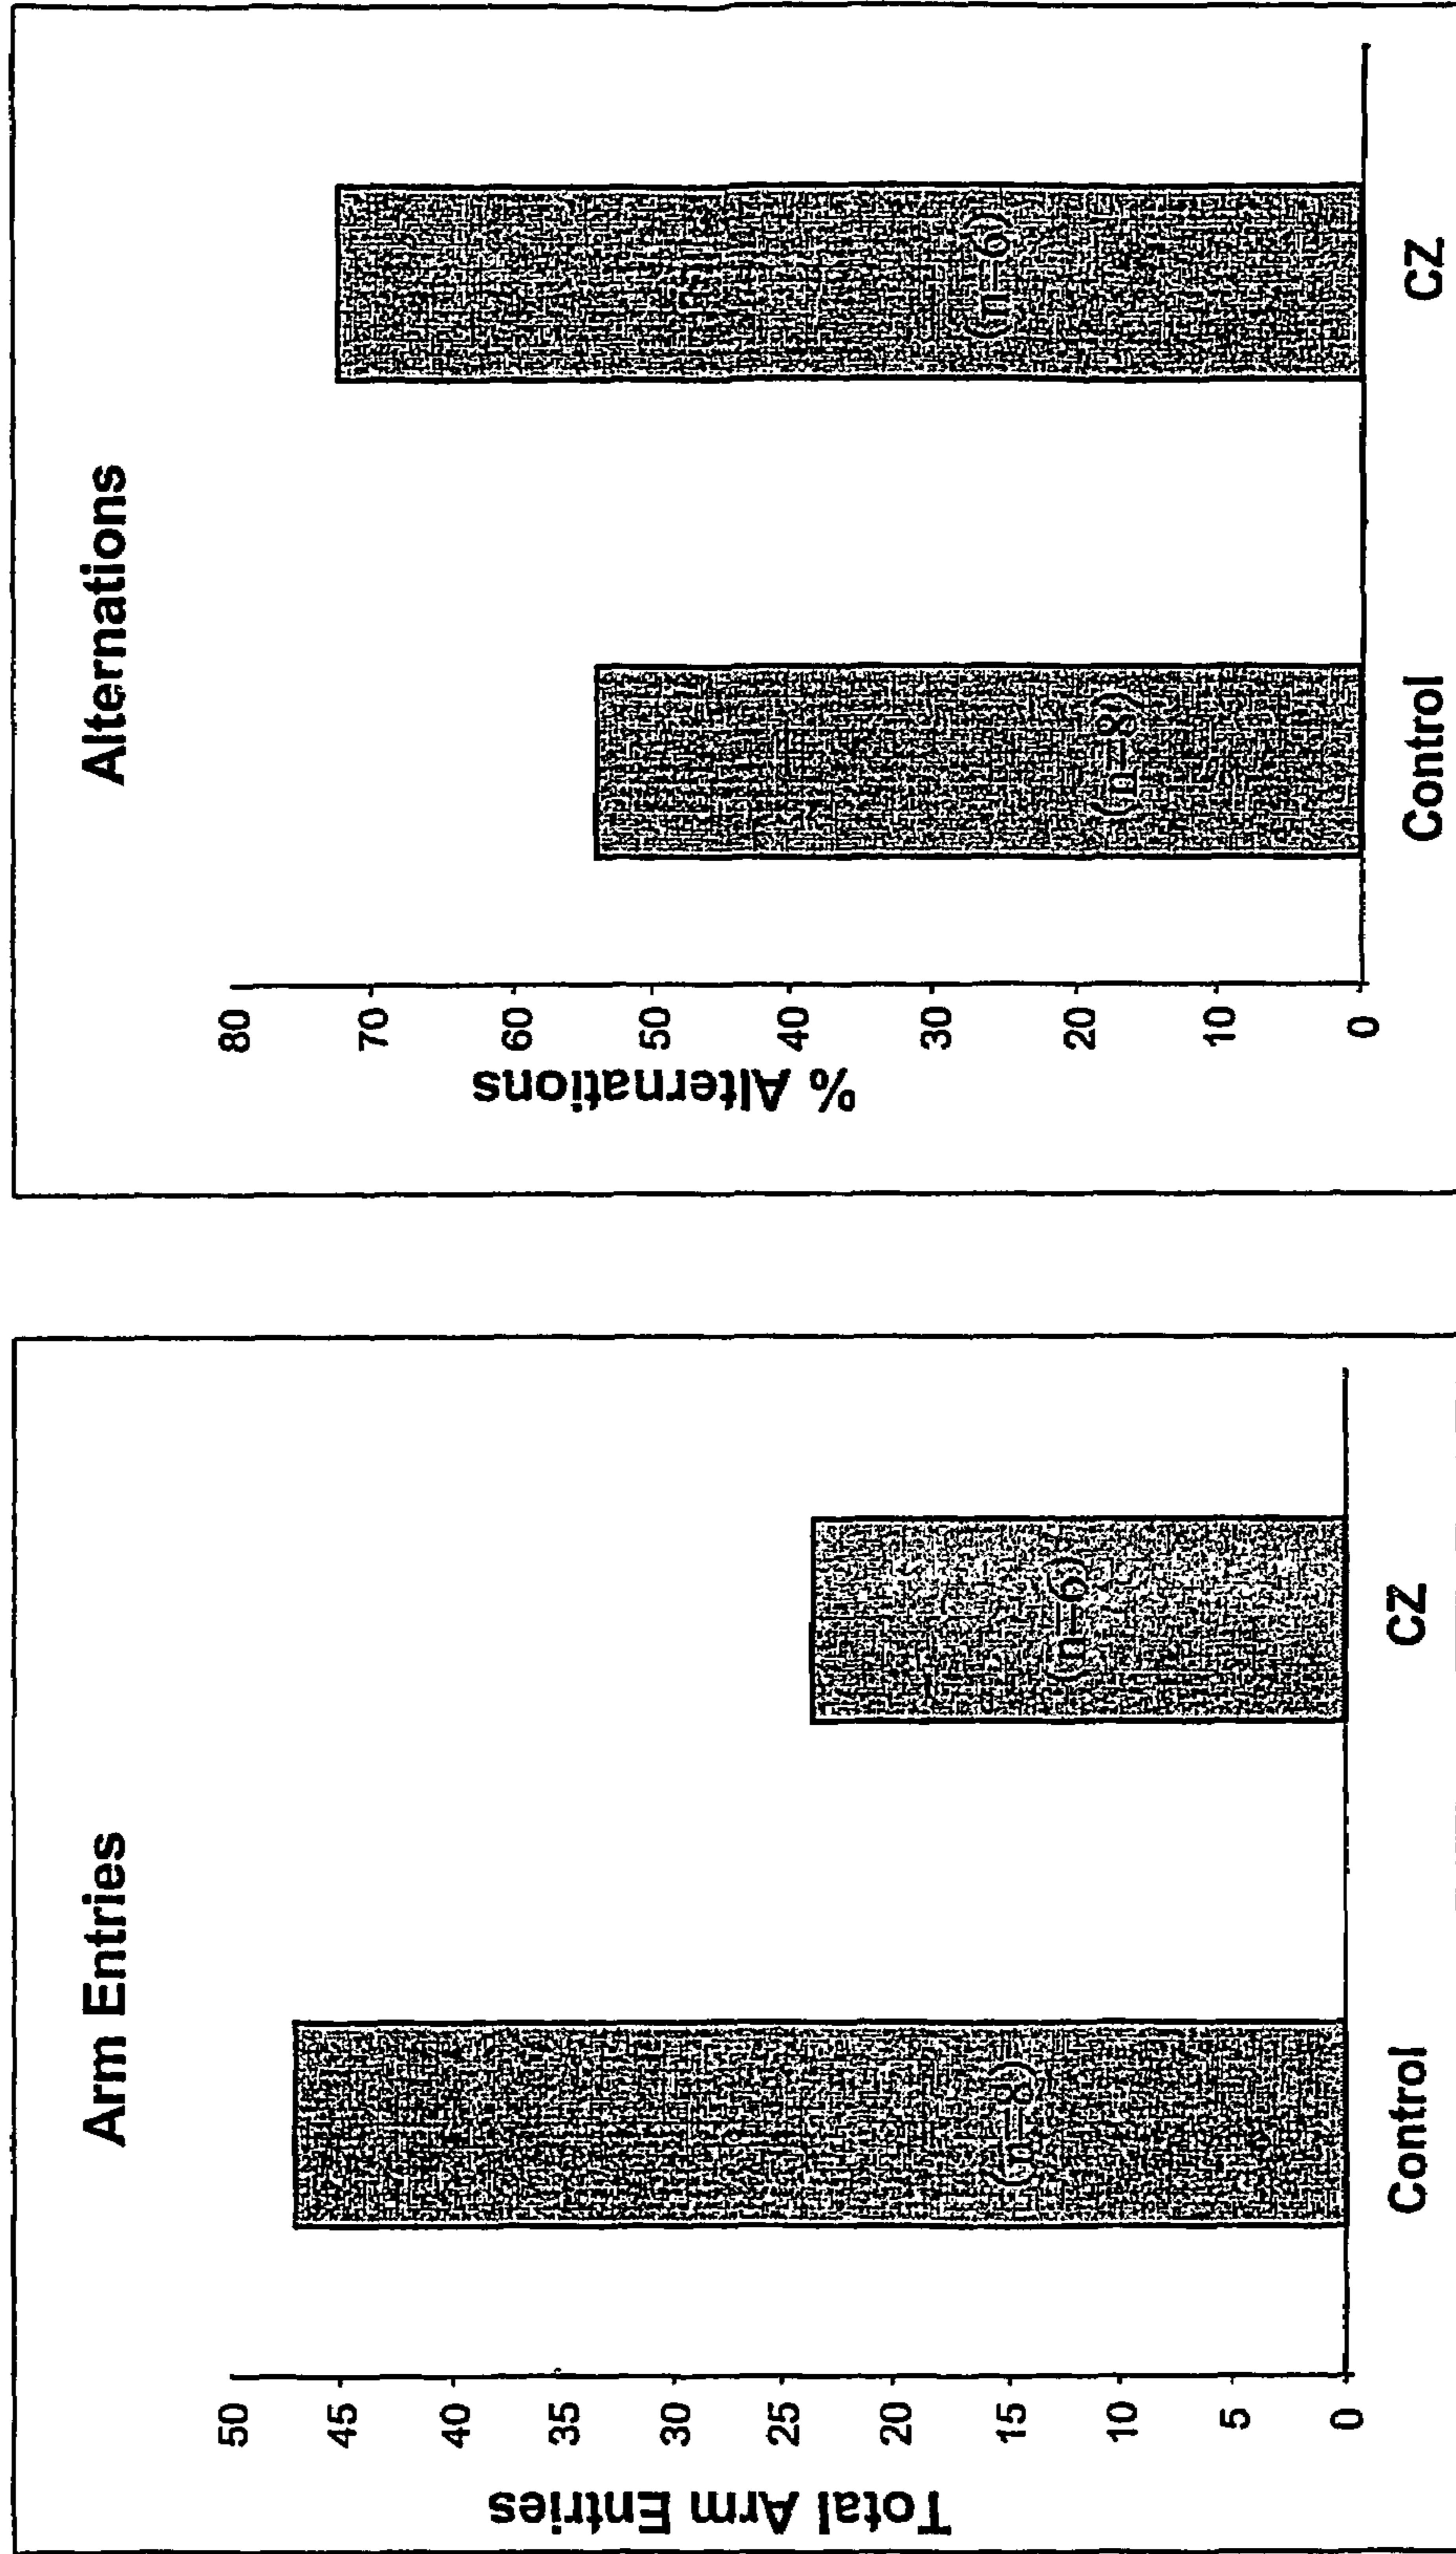 Arm Entries
Total Arm Entries
50
45
40
35
30
25
20
15
10
5
0
(n=8)
(n=6)
Control
CZ
Alternations
% Alternations
80
70
60
50
40
30
20
10
0
(n=8)
(n=6)
Control
CZ